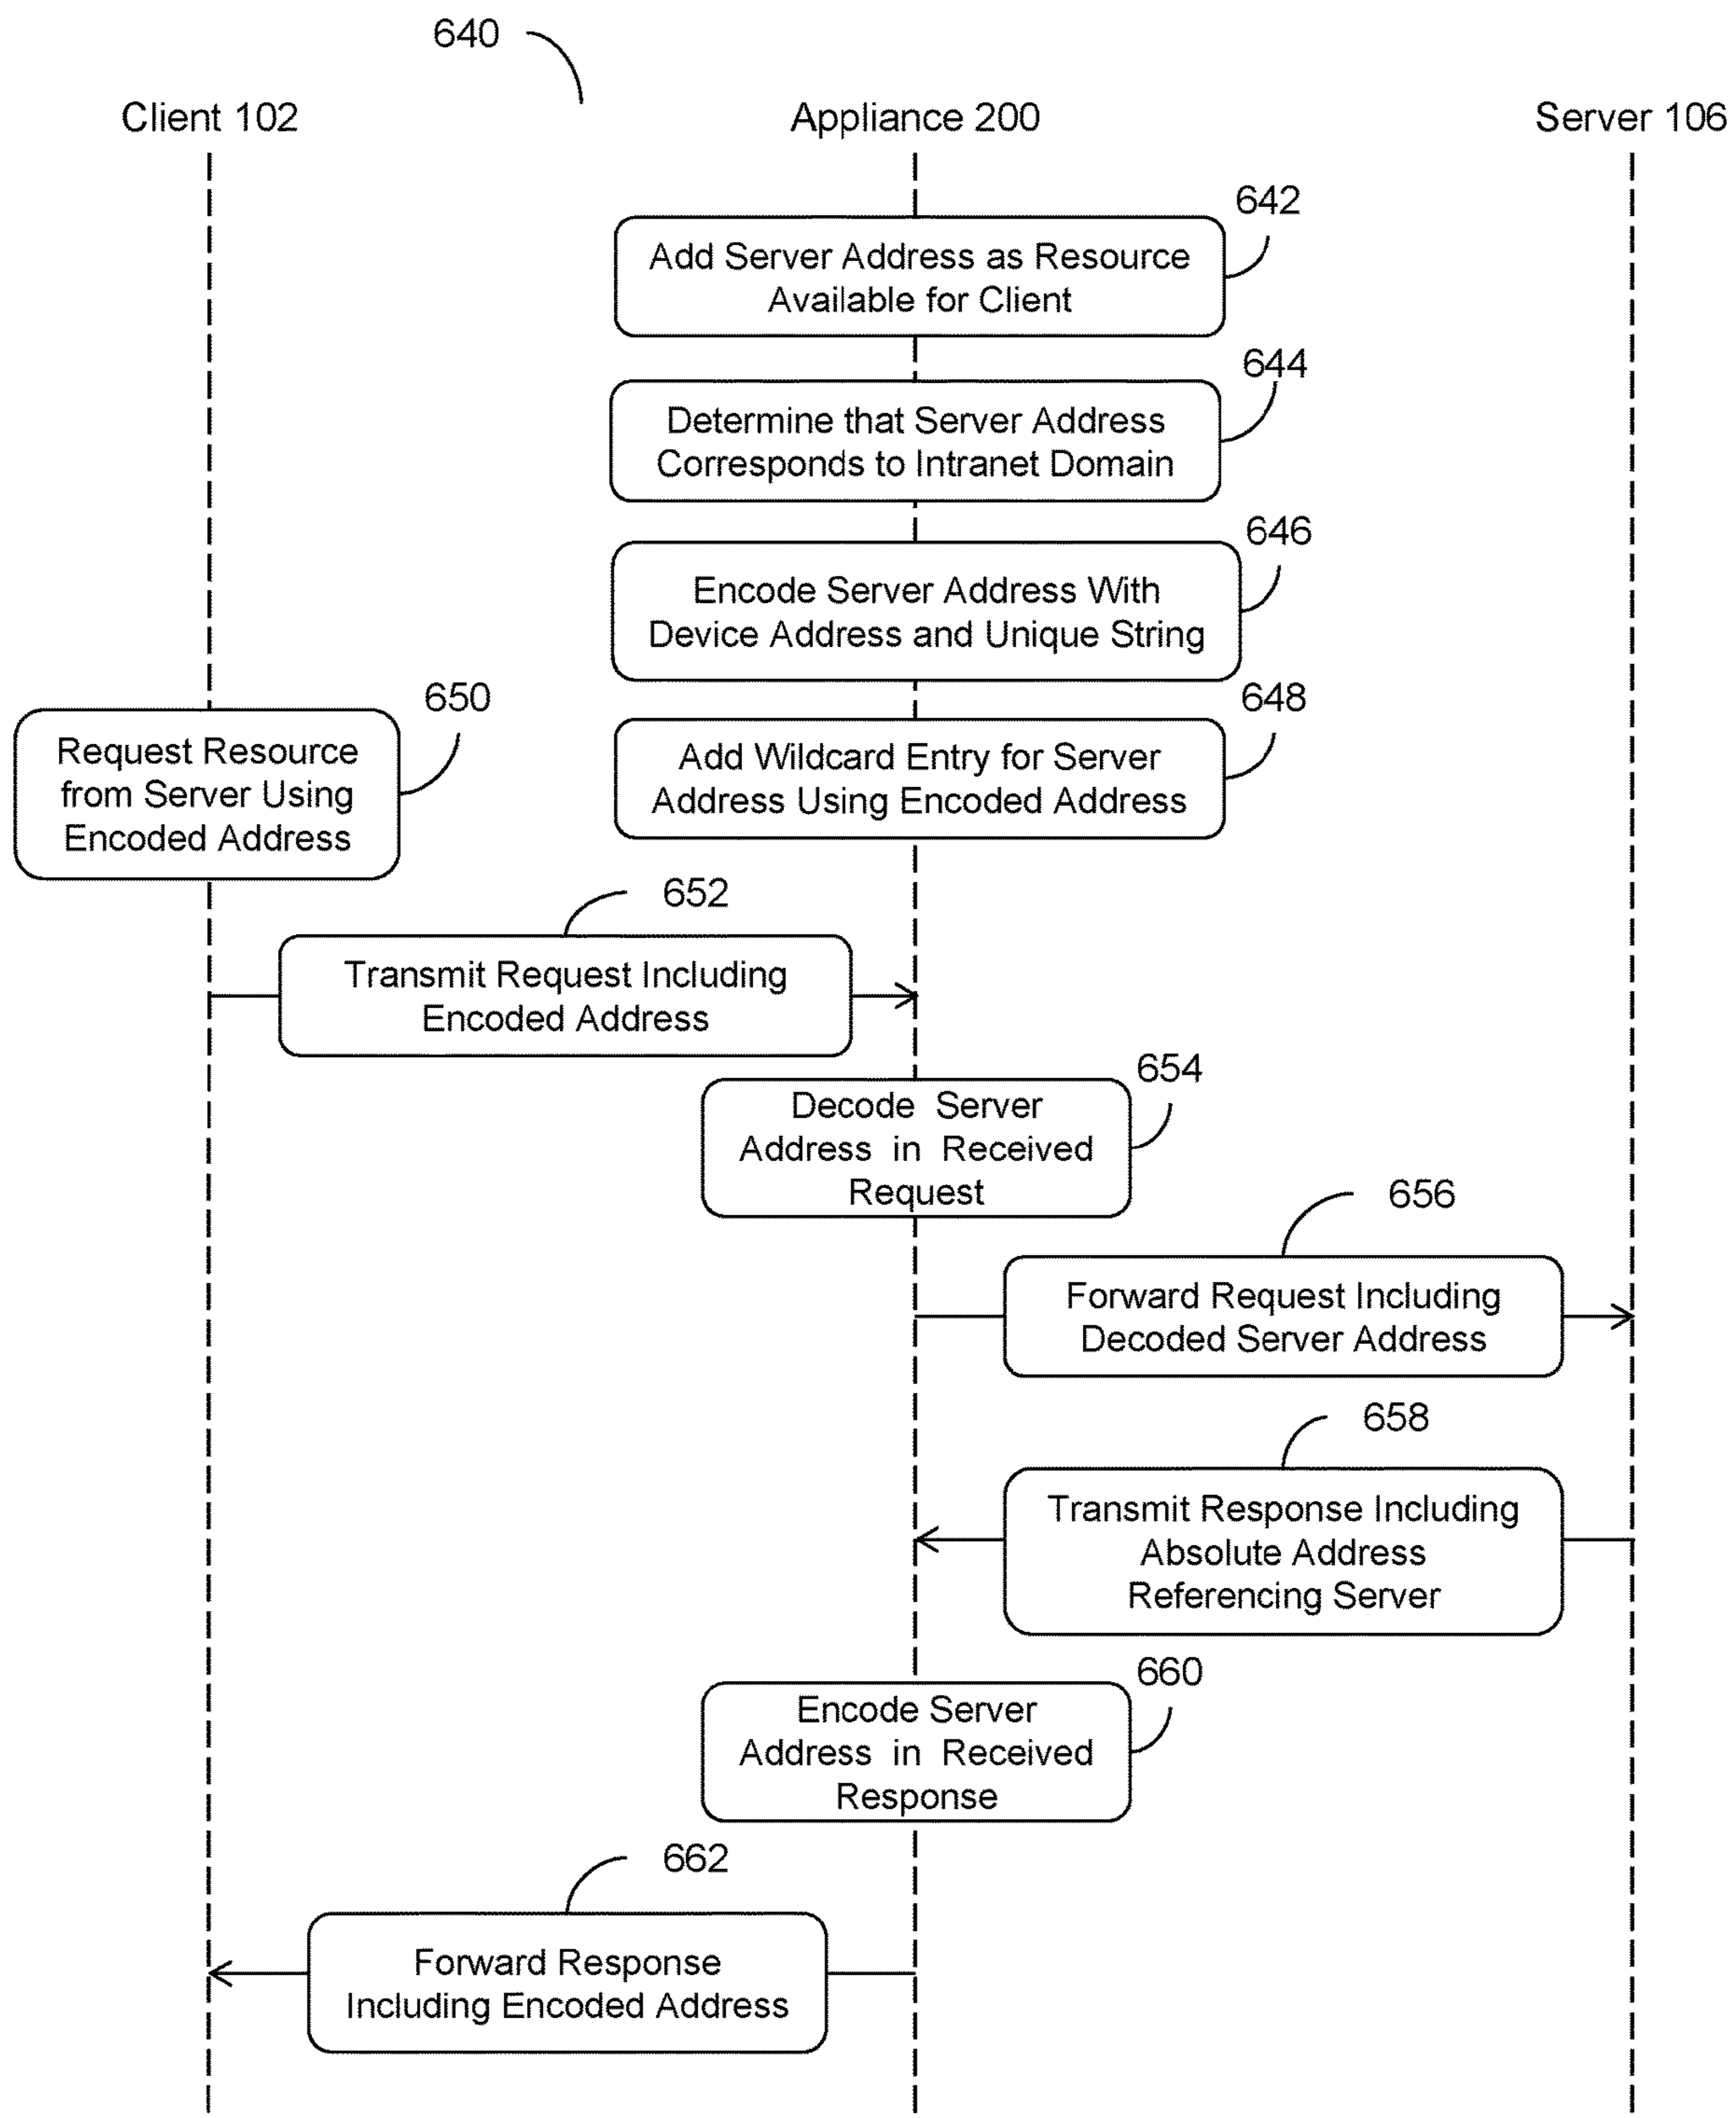 640
Client 102
Appliance 200
Server 106
642
Add Server Address as Resource
Available for Client
644
Determine that Server Address
Corresponds to Intranet Domain
646
Encode Server Address With
Device Address and Unique String
650
Request Resource
from Server Using
Encoded Address
648
Add Wildcard Entry for Server
Address Using Encoded Address
652
Transmit Request Including
Encoded Address
654
Decode Server
Address in Received
Request
656
Forward Request Including
Decoded Server Address
658
Transmit Response Including
Absolute Address
Referencing Server
660
Encode Server
Address in Received
Response
662
Forward Response
Including Encoded Address